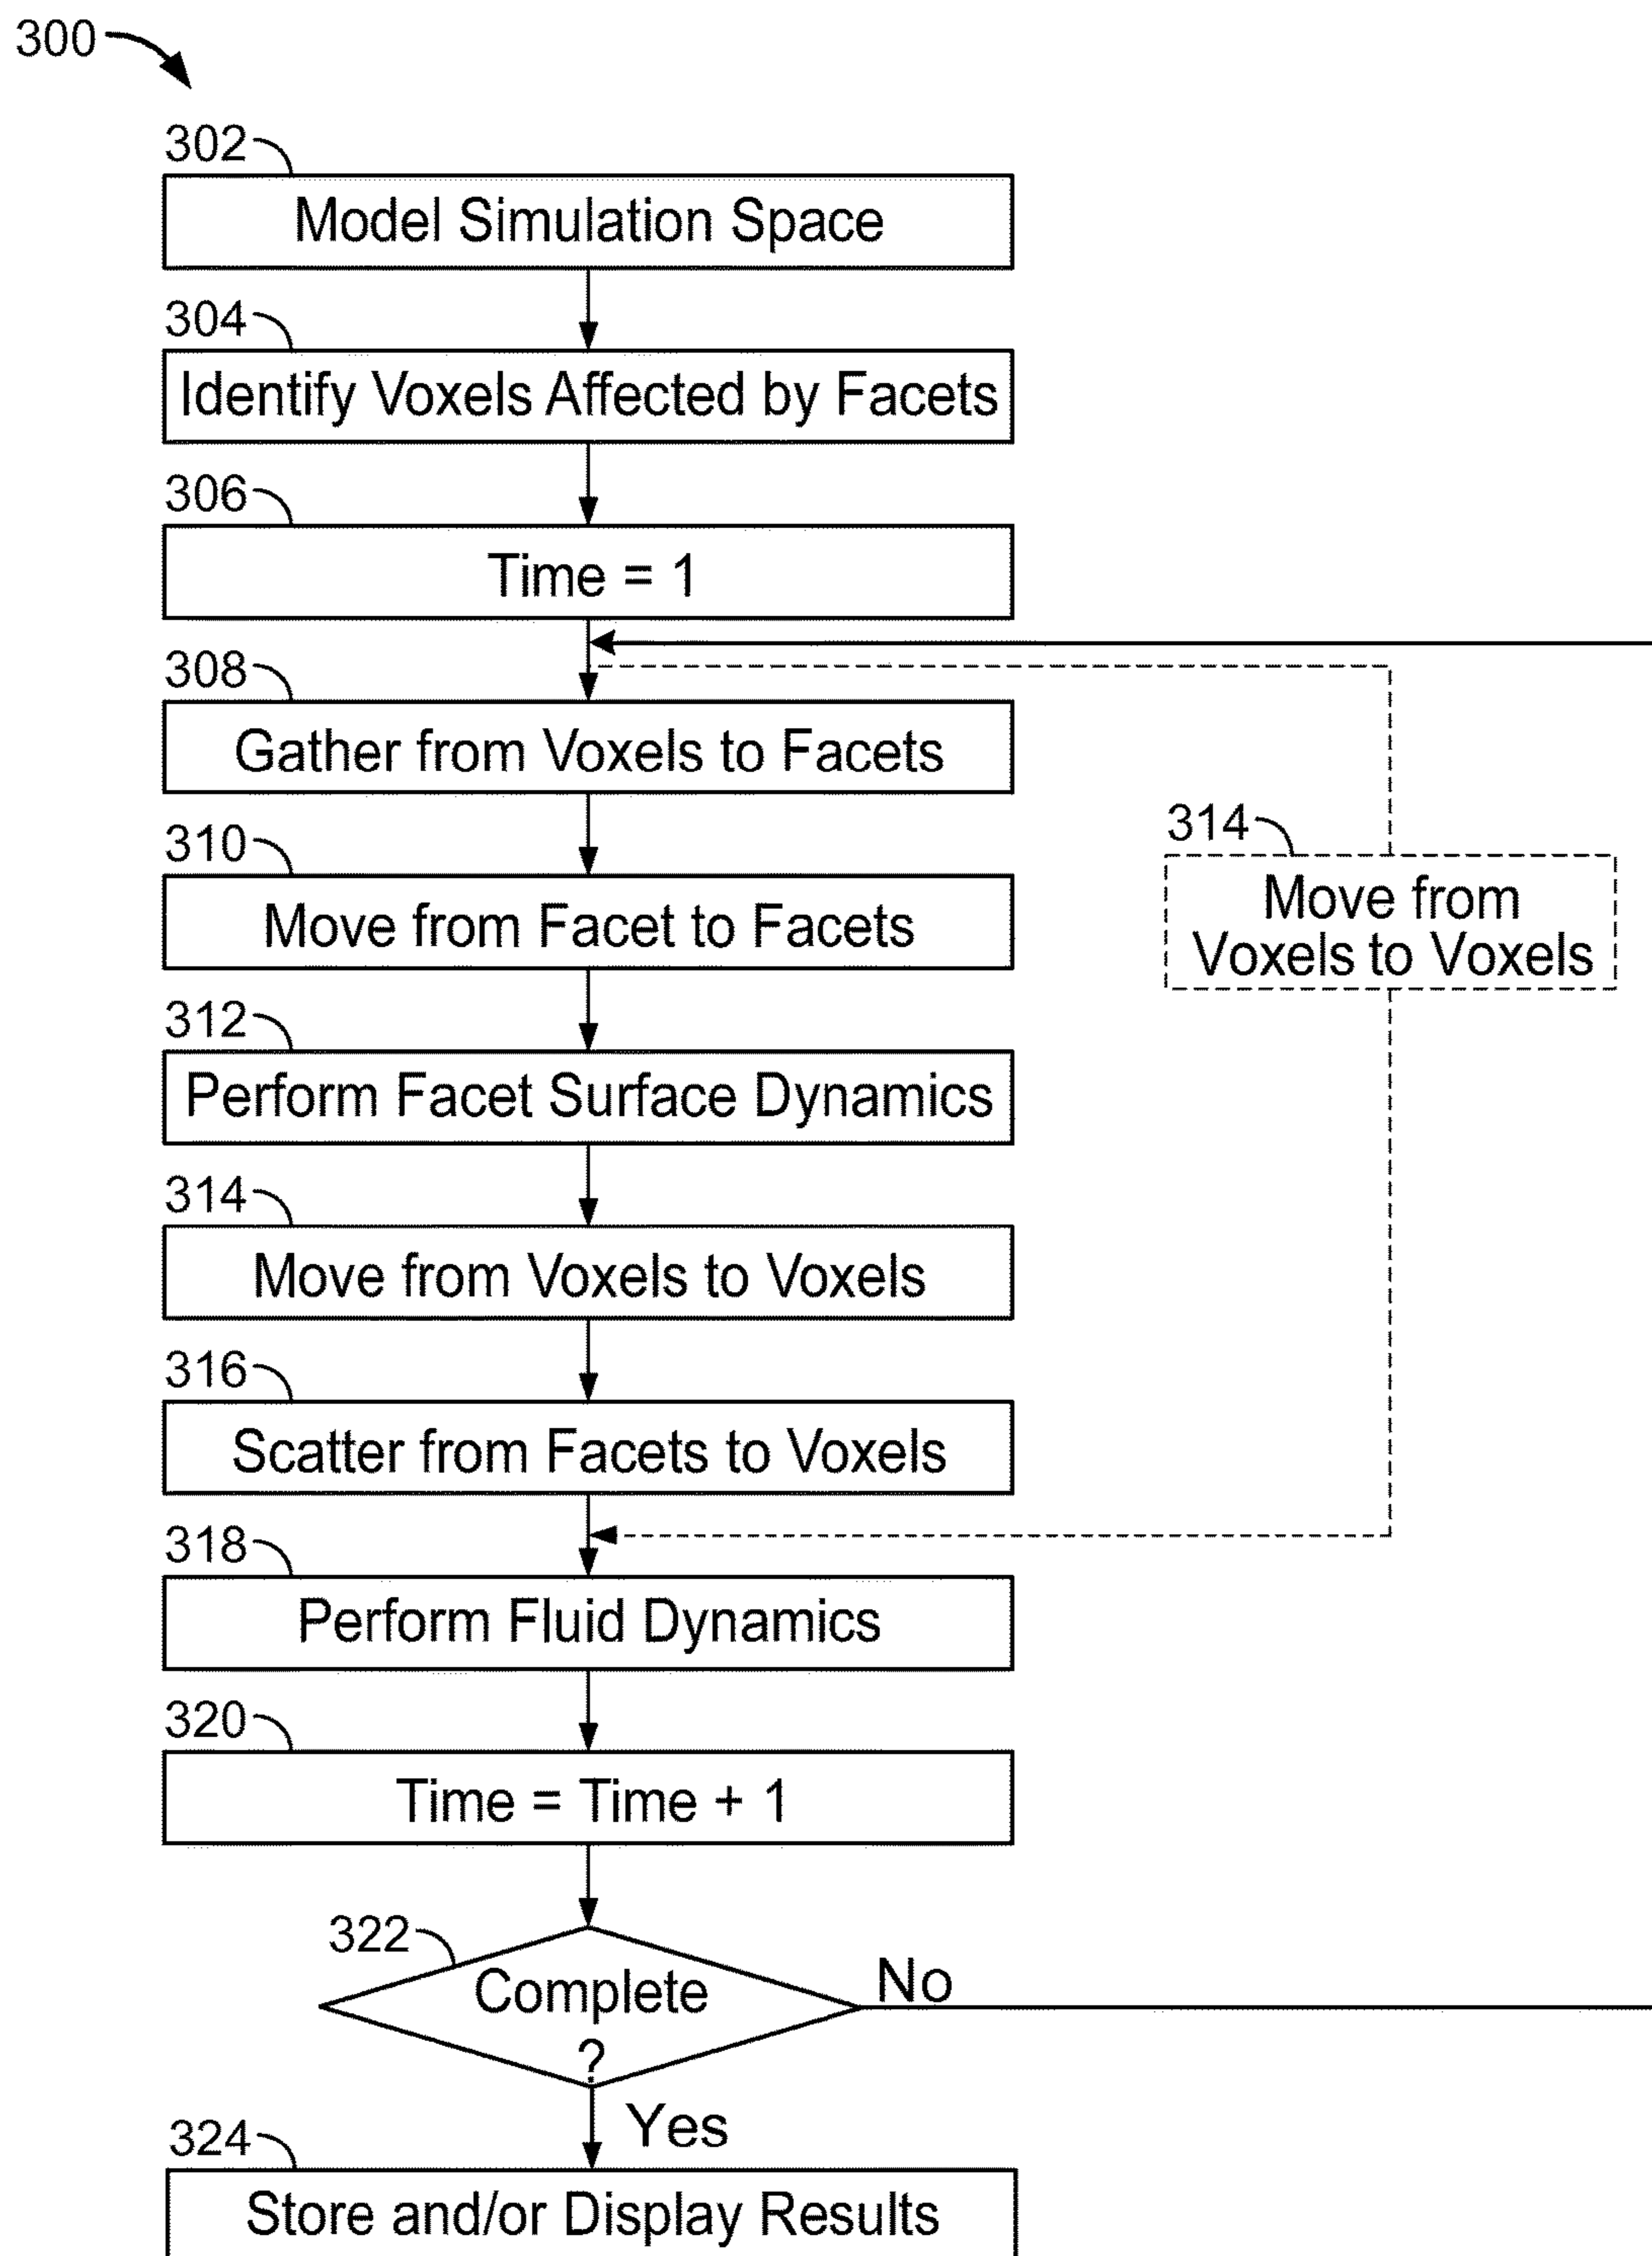 300
302
Model Simulation Space
304
Identify Voxels Affected by Facets
306
Time = 1
308
Gather from Voxels to Facets
310
Move from Facet to Facets
314
Move from
Voxels to Voxels
312
Perform Facet Surface Dynamics
314
Move from Voxels to Voxels
316
Scatter from Facets to Voxels
318
Perform Fluid Dynamics
320
Time = Time + 1
322
Complete
?
No
Yes
324
Store and/or Display Results